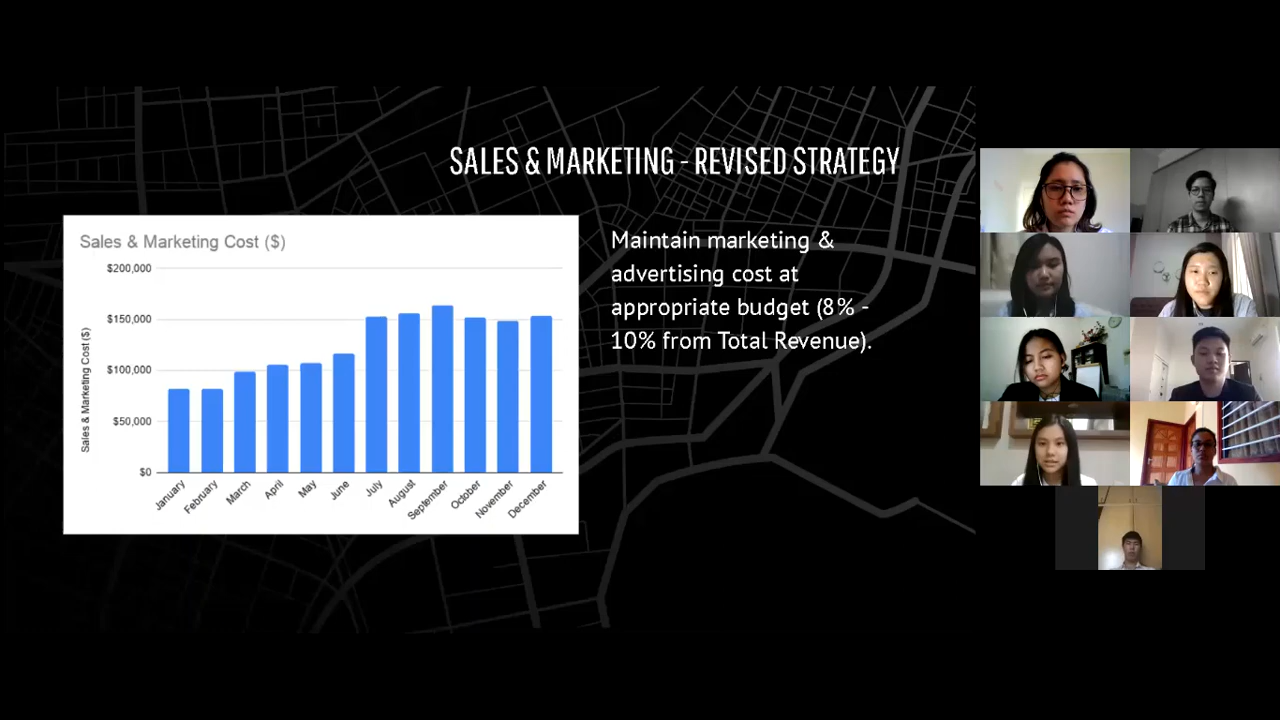 SALES & MARKETING - REVISED STRATEGY
Sales & Marketing Cost ($)
$200,000
$150,000
$100,000
$50,000
$0
Sales & Marketing Cost ($)
January
February
March
April
May
June
July
August
September
October
November
December
Maintain marketing &
advertising cost at
appropriate budget (8% -
10% from Total Revenue).